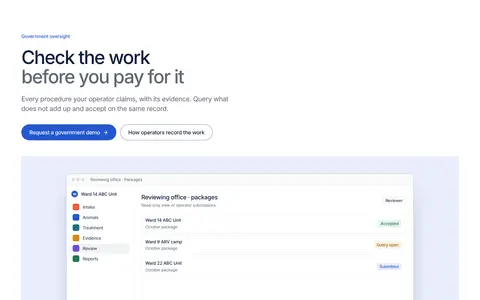 Government oversight
Check the work
before you pay for it
Every procedure your operator claims, with its evidence. Query what
does not add up and accept on the same record.
Request a government demo →
How operators record the work
Reviewing office · Packages
Ward 14 ABC Unit
Intake
Animals
Treatment
Evidence
Review
Reports
Reviewing office · packages
Read-only view of operator submissions
Reviewer
Ward 14 ABC Unit
October package
Accepted
Ward 9 ARV camp
October package
Query open
Ward 22 ABC Unit
October package
Submitted